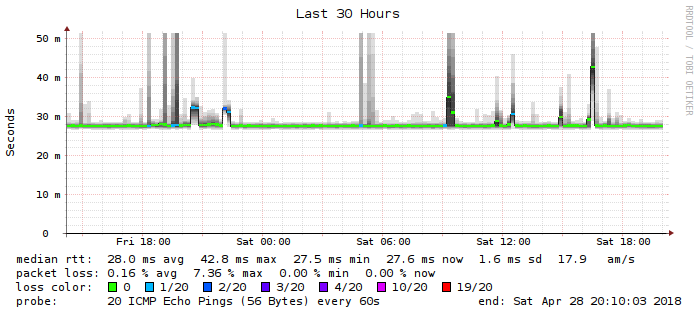 Last 30 Hours
RRDTOOL / TOBI OETIKER
Seconds
50 m
40 m
30 m
20 m
10 m
0
Fri 18:00 Sat 00:00 Sat 06:00 Sat 12:00 Sat 18:00
median rtt: 28.0 ms avg 42.8 ms max 27.5 ms min 27.6 ms now 1.6 ms sd 17.9 am/s
packet loss: 0.16 % avg 7.36 % max 0.00 % min 0.00 % now
loss color: 0 1/20 2/20 3/20 4/20 10/20 19/20
probe: 20 ICMP Echo Pings (56 Bytes) every 60s end: Sat Apr 28 20:10:03 2018